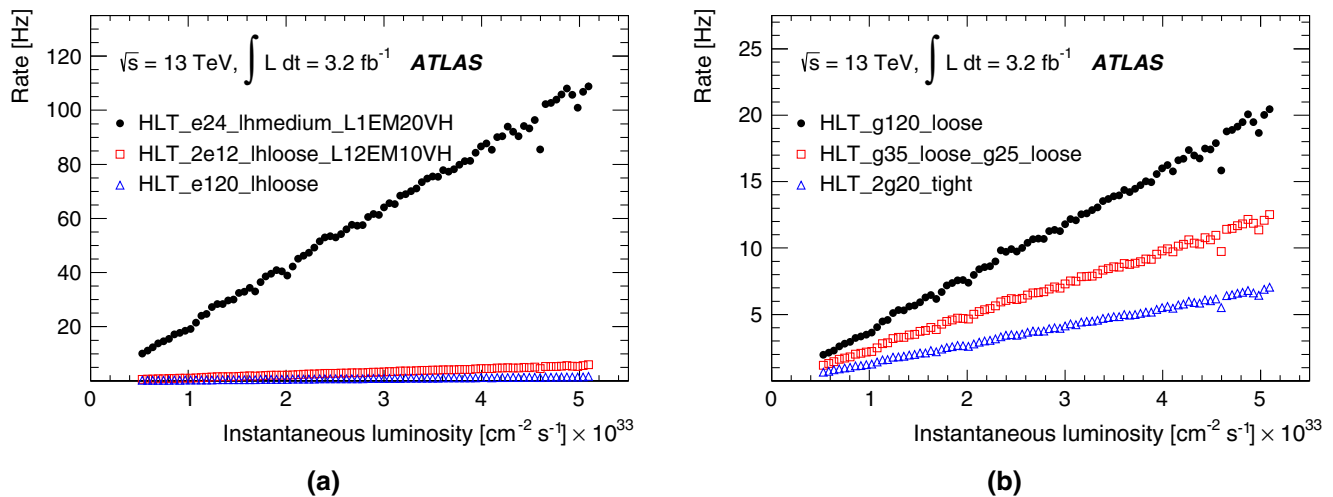 Rate [Hz]
120
100
80
60
40
20
√s = 13 TeV, ∫ L dt = 3.2 fb⁻¹ ATLAS
HLT_e24_lhmedium_L1EM20VH
HLT_2e12_lhloose_L12EM10VH
HLT_e120_lhloose
0 1 2 3 4 5
Instantaneous luminosity [cm⁻² s⁻¹] × 10³³
(a)
Rate [Hz]
25
20
15
10
5
√s = 13 TeV, ∫ L dt = 3.2 fb⁻¹ ATLAS
HLT_g120_loose
HLT_g35_loose_g25_loose
HLT_2g20_tight
0 1 2 3 4 5
Instantaneous luminosity [cm⁻² s⁻¹] × 10³³
(b)